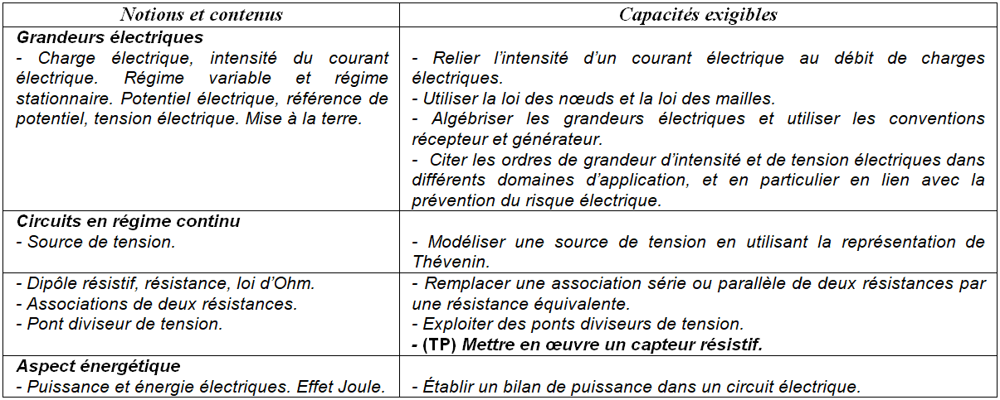 Notions et contenus
Capacités exigibles
Grandeurs électriques
- Charge électrique, intensité du courant
électrique. Régime variable et régime
stationnaire. Potentiel électrique, référence de
potentiel, tension électrique. Mise à la terre.
- Relier l’intensité d’un courant électrique au débit de charges
électriques.
- Utiliser la loi des nœuds et la loi des mailles.
- Algébriser les grandeurs électriques et utiliser les conventions
récepteur et générateur.
- Citer les ordres de grandeur d’intensité et de tension électriques dans
différents domaines d’application, et en particulier en lien avec la
prévention du risque électrique.
Circuits en régime continu
- Source de tension.
- Modéliser une source de tension en utilisant la représentation de
Thévenin.
- Dipôle résistif, résistance, loi d’Ohm.
- Associations de deux résistances.
- Pont diviseur de tension.
- Remplacer une association série ou parallèle de deux résistances par
une résistance équivalente.
- Exploiter des ponts diviseurs de tension.
- (TP) Mettre en œuvre un capteur résistif.
Aspect énergétique
- Puissance et énergie électriques. Effet Joule.
- Établir un bilan de puissance dans un circuit électrique.